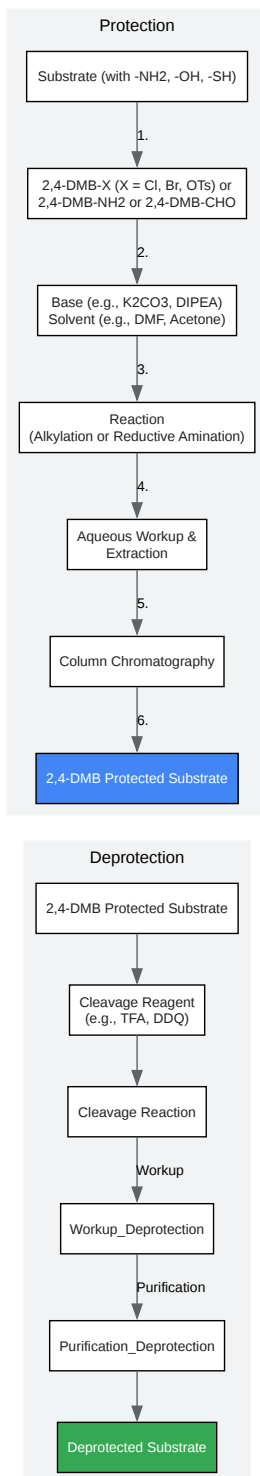 Protection
Substrate (with -NH2, -OH, -SH)
1.
2,4-DMB-X (X = Cl, Br, OTs) or
2,4-DMB-NH2 or 2,4-DMB-CHO
2.
Base (e.g., K2CO3, DIPEA)
Solvent (e.g., DMF, Acetone)
3.
Reaction
(Alkylation or Reductive Amination)
4.
Aqueous Workup &
Extraction
5.
Column Chromatography
6.
2,4-DMB Protected Substrate
Deprotection
2,4-DMB Protected Substrate
Cleavage Reagent
(e.g., TFA, DDQ)
Cleavage Reaction
Workup
Workup_Deprotection
Purification
Purification_Deprotection
Deprotected Substrate